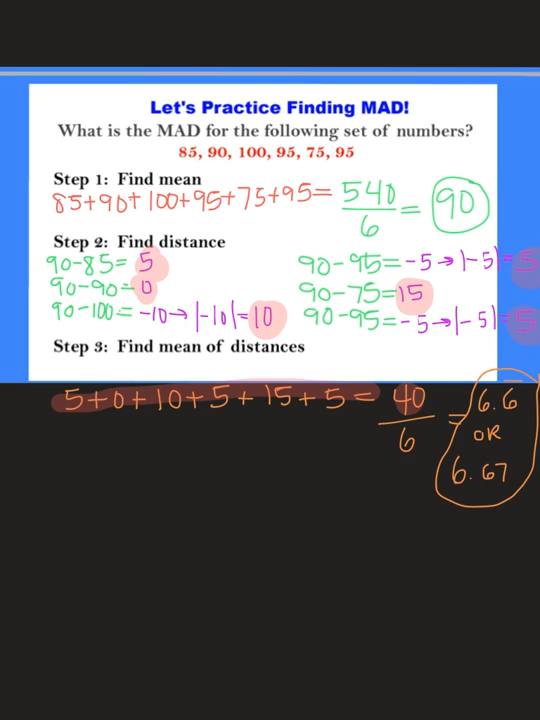 Let's Practice Finding MAD!
What is the MAD for the following set of numbers?
85, 90, 100, 95, 75, 95
Step 1: Find mean
85+90+100+95+75+95= 540/6 = 90
Step 2: Find distance
90-85= 5
90-90=0
90-100= -10→ |-10|= 10
90-95= -5→ |-5|= 5
90-75= 15
90-95= -5→ |-5|= 5
Step 3: Find mean of distances
5+0+10+5+15+5= 40/6 = 6.6̅
OR
6.67